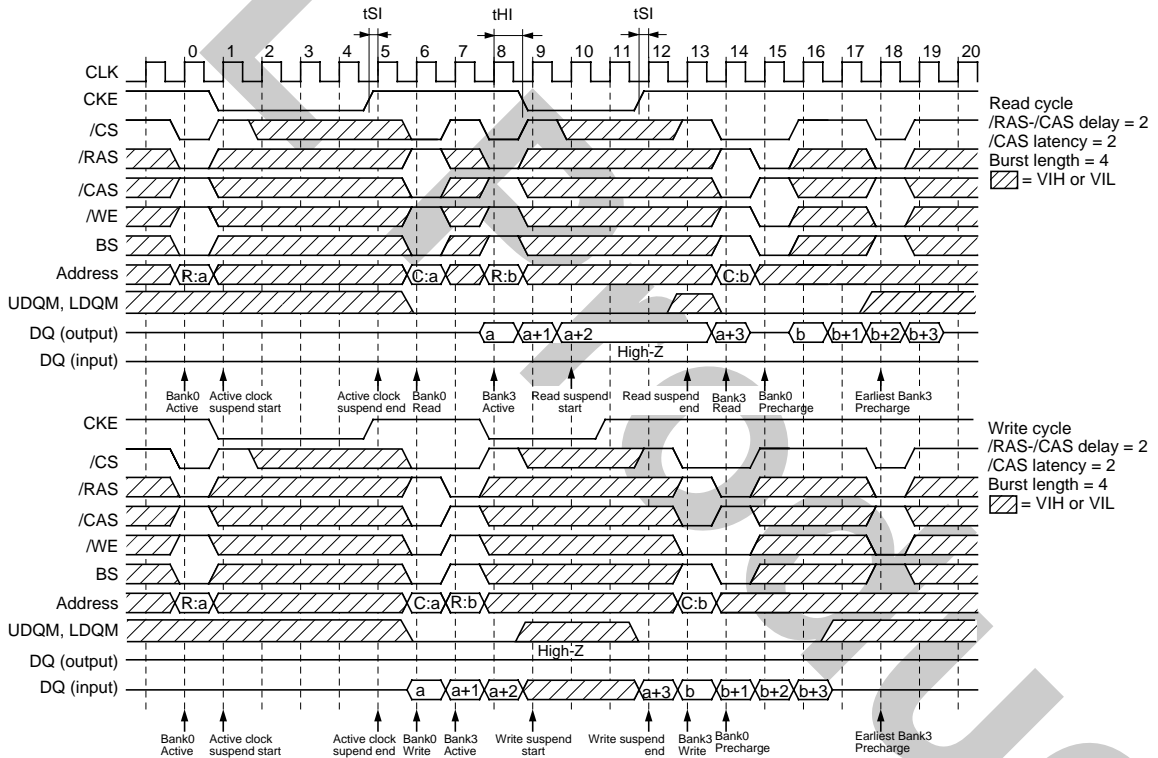 tSI tHI tSI
0 1 2 3 4 5 6 7 8 9 10 11 12 13 14 15 16 17 18 19 20
CLK
CKE
/CS
/RAS
/CAS
/WE
BS
Address R:a C:a R:b C:b
UDQM, LDQM
DQ (output) a a+1 a+2 a+3 b b+1 b+2 b+3
High-Z
DQ (input)
Bank0 Active
Active clock suspend start
Active clock suspend end
Bank0 Read
Bank3 Active
Read suspend start
Read suspend end
Bank3 Read
Bank0 Precharge
Earliest Bank3 Precharge
Read cycle
/RAS-/CAS delay = 2
/CAS latency = 2
Burst length = 4
= VIH or VIL
CKE
/CS
/RAS
/CAS
/WE
BS
Address R:a C:a R:b C:b
UDQM, LDQM
High-Z
DQ (output)
DQ (input) a a+1 a+2 a+3 b b+1 b+2 b+3
Bank0 Active
Active clock suspend start
Active clock supend end
Bank0 Write
Bank3 Active
Write suspend start
Write suspend end
Bank3 Write
Bank0 Precharge
Earliest Bank3 Precharge
Write cycle
/RAS-/CAS delay = 2
/CAS latency = 2
Burst length = 4
= VIH or VIL